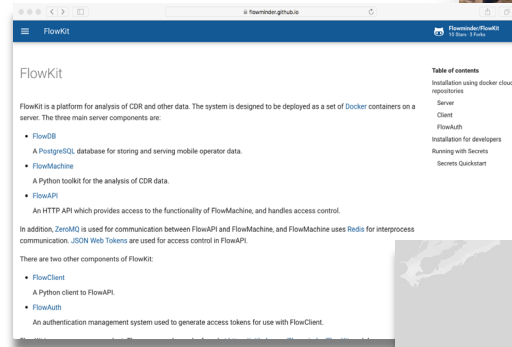 flowminder.github.io
FlowKit
Flowminder/FlowKit
10 Stars · 3 Forks
FlowKit
FlowKit is a platform for analysis of CDR and other data. The system is designed to be deployed as a set of Docker containers on a
server. The three main server components are:
• FlowDB
A PostgreSQL database for storing and serving mobile operator data.
• FlowMachine
A Python toolkit for the analysis of CDR data.
• FlowAPI
An HTTP API which provides access to the functionality of FlowMachine, and handles access control.
In addition, ZeroMQ is used for communication between FlowAPI and FlowMachine, and FlowMachine uses Redis for interprocess
communication. JSON Web Tokens are used for access control in FlowAPI.
There are two other components of FlowKit:
• FlowClient
A Python client to FlowAPI.
• FlowAuth
An authentication management system used to generate access tokens for use with FlowClient.
Table of contents
Installation using docker cloud
repositories
Server
Client
FlowAuth
Installation for developers
Running with Secrets
Secrets Quickstart